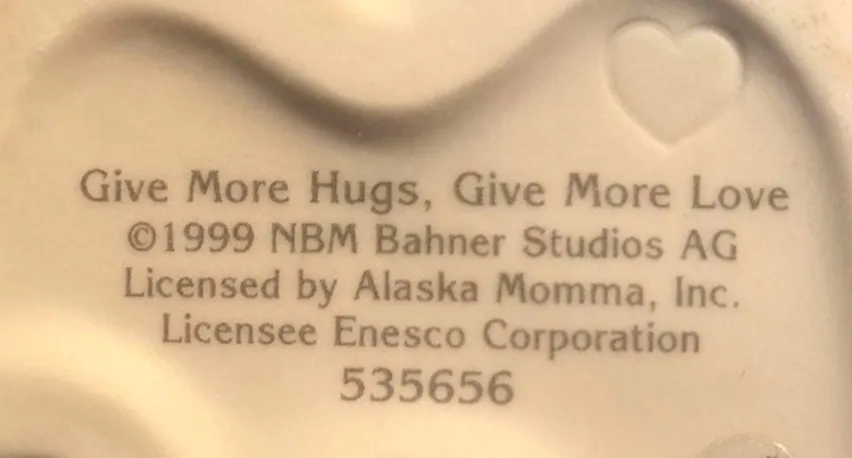 Give More Hugs, Give More Love
©1999 NBM Bahner Studios AG
Licensed by Alaska Momma, Inc.
Licensee Enesco Corporation
535656